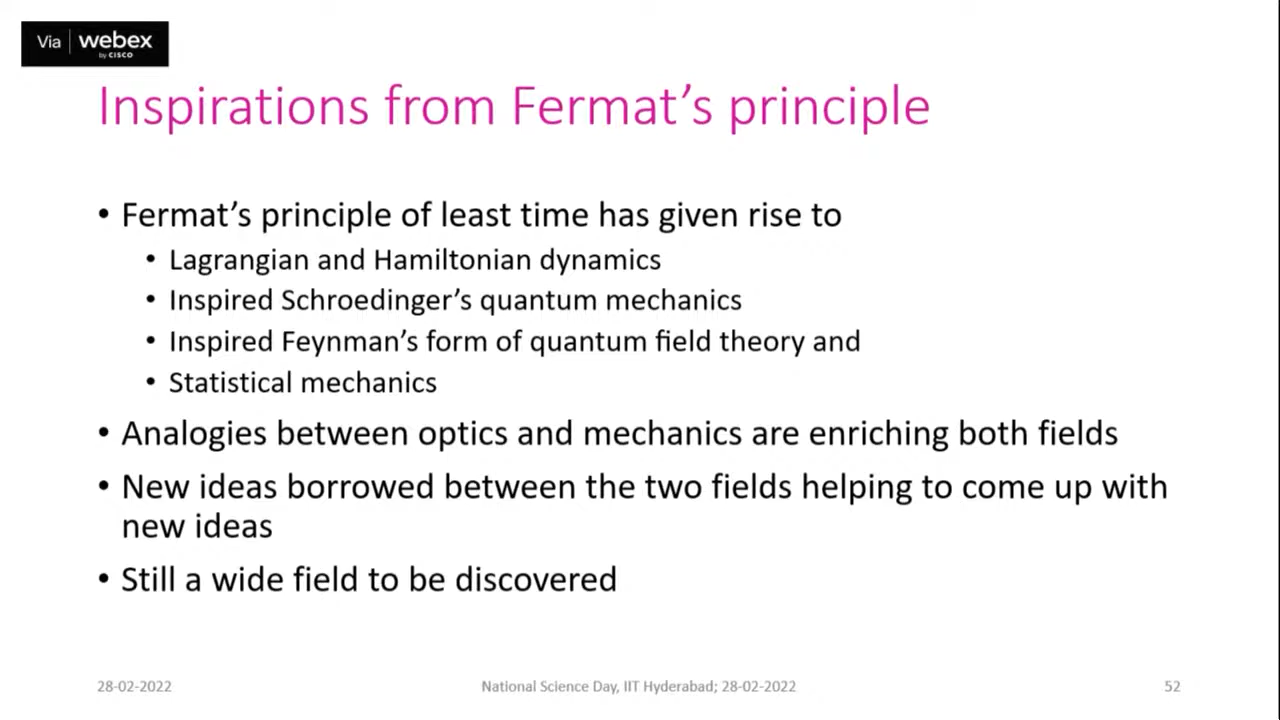 Via webex
by CISCO
Inspirations from Fermat’s principle
• Fermat’s principle of least time has given rise to
• Lagrangian and Hamiltonian dynamics
• Inspired Schroedinger’s quantum mechanics
• Inspired Feynman’s form of quantum field theory and
• Statistical mechanics
• Analogies between optics and mechanics are enriching both fields
• New ideas borrowed between the two fields helping to come up with
new ideas
• Still a wide field to be discovered
28-02-2022 National Science Day, IIT Hyderabad; 28-02-2022 52